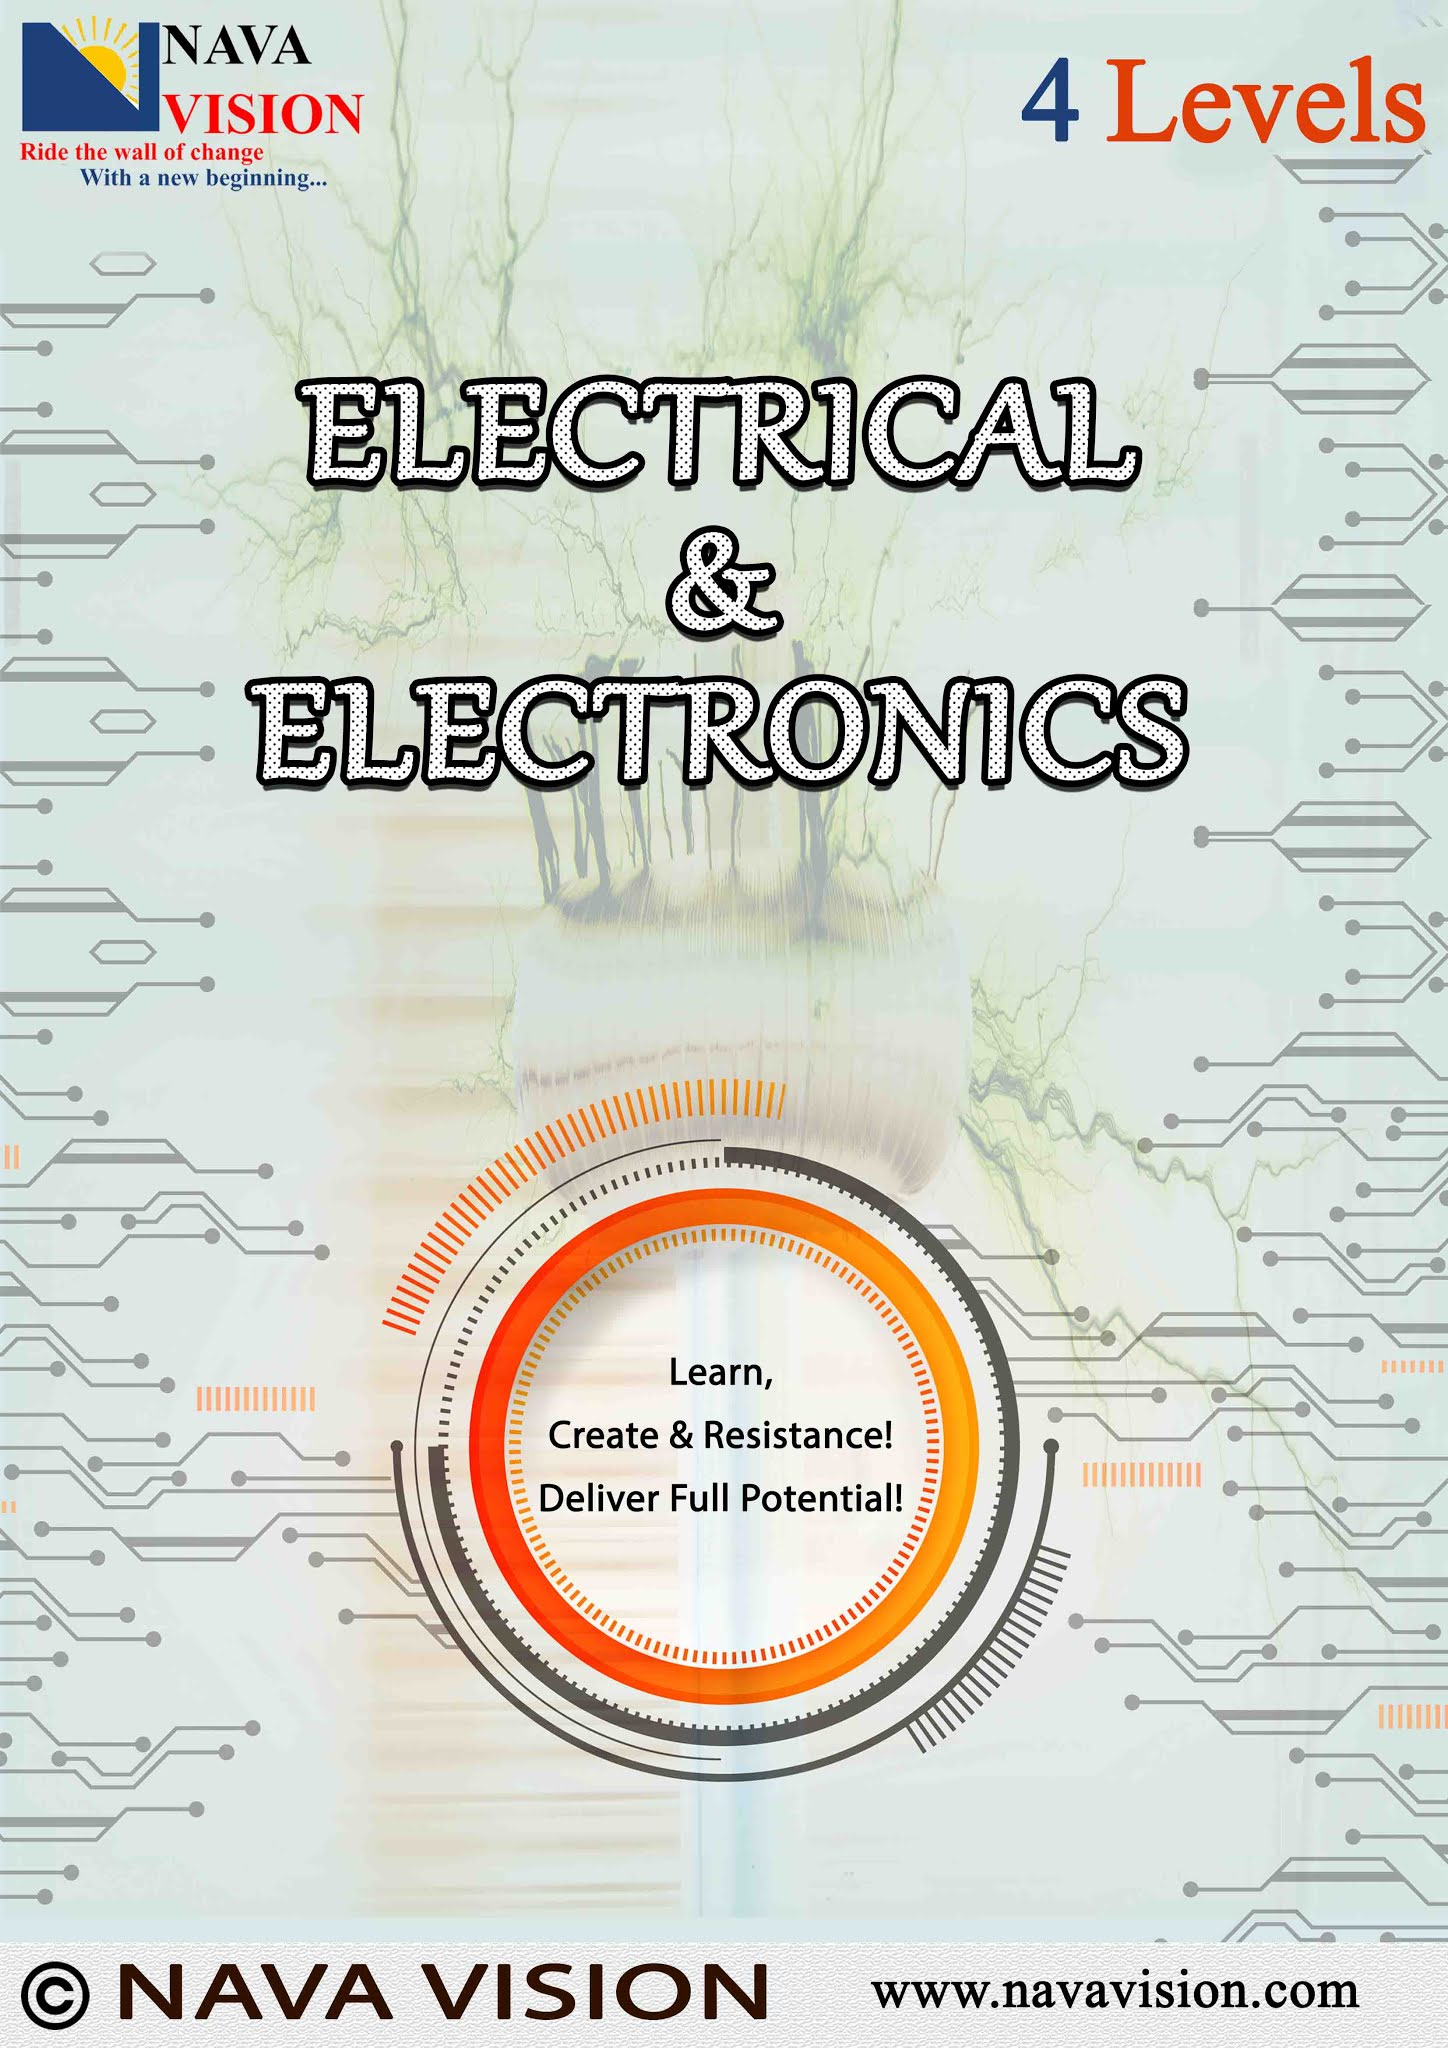 NAVA
VISION
Ride the wall of change
With a new beginning...
4 Levels
ELECTRICAL
&
ELECTRONICS
Learn,
Create & Resistance!
Deliver Full Potential!
© NAVA VISION
www.navavision.com